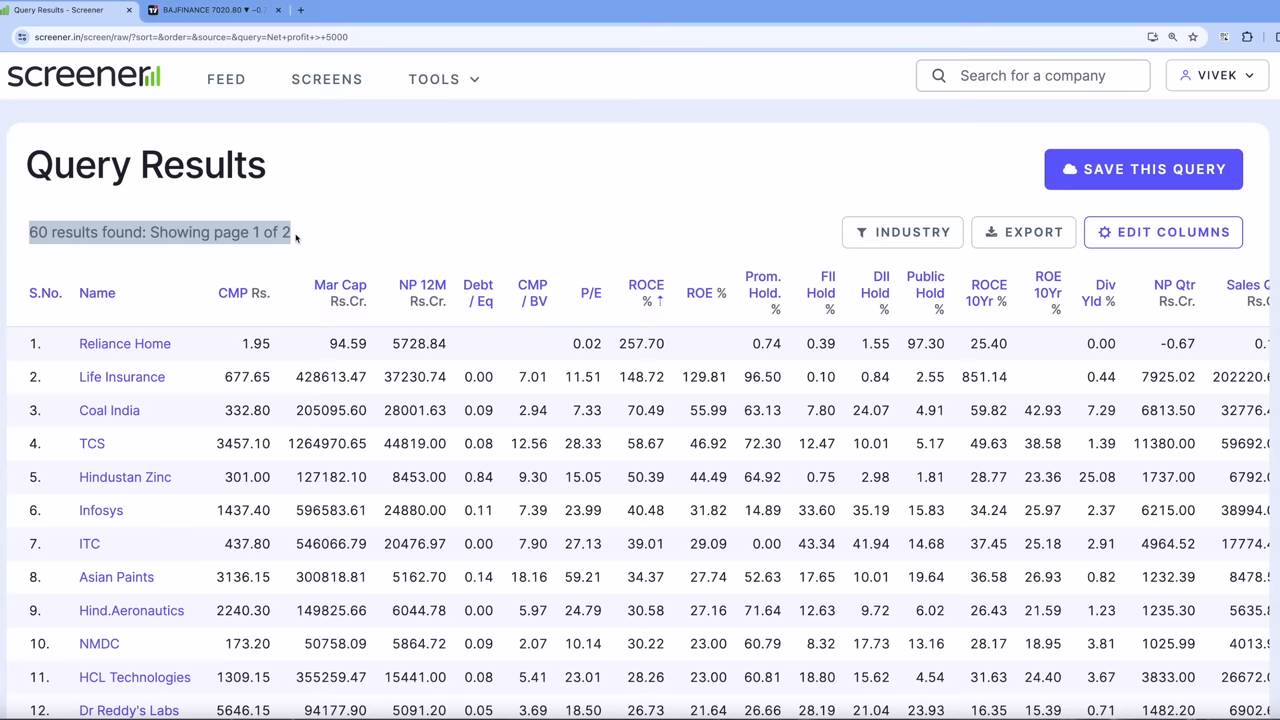 Query Results - Screener × BAJFINANCE 7020.80 ▼ −0. × +
screener.in/screen/raw/?sort=&order=&source=&query=Net+profit+>+5000
screener FEED SCREENS TOOLS Search for a company VIVEK
Query Results
SAVE THIS QUERY
60 results found: Showing page 1 of 2 INDUSTRY EXPORT EDIT COLUMNS
S.No. Name CMP Rs. Mar Cap Rs.Cr. NP 12M Rs.Cr. Debt / Eq CMP / BV P/E ROCE % ↑ ROE % Prom. Hold. % FII Hold % DII Hold % Public Hold % ROCE 10Yr % ROE 10Yr % Div Yld % NP Qtr Rs.Cr. Sales Q Rs.C
1. Reliance Home 1.95 94.59 5728.84 0.02 257.70 0.74 0.39 1.55 97.30 25.40 0.00 -0.67 0.
2. Life Insurance 677.65 428613.47 37230.74 0.00 7.01 11.51 148.72 129.81 96.50 0.10 0.84 2.55 851.14 0.44 7925.02 202220.
3. Coal India 332.80 205095.60 28001.63 0.09 2.94 7.33 70.49 55.99 63.13 7.80 24.07 4.91 59.82 42.93 7.29 6813.50 32776.
4. TCS 3457.10 1264970.65 44819.00 0.08 12.56 28.33 58.67 46.92 72.30 12.47 10.01 5.17 49.63 38.58 1.39 11380.00 59692.
5. Hindustan Zinc 301.00 127182.10 8453.00 0.84 9.30 15.05 50.39 44.49 64.92 0.75 2.98 1.81 28.77 23.36 25.08 1737.00 6792.
6. Infosys 1437.40 596583.61 24880.00 0.11 7.39 23.99 40.48 31.82 14.89 33.60 35.19 15.83 34.24 25.97 2.37 6215.00 38994.
7. ITC 437.80 546066.79 20476.97 0.00 7.90 27.13 39.01 29.09 0.00 43.34 41.94 14.68 37.45 25.18 2.91 4964.52 17774.
8. Asian Paints 3136.15 300818.81 5162.70 0.14 18.16 59.21 34.37 27.74 52.63 17.65 10.01 19.64 36.58 26.93 0.82 1232.39 8478.
9. Hind.Aeronautics 2240.30 149825.66 6044.78 0.00 5.97 24.79 30.58 27.16 71.64 12.63 9.72 6.02 26.43 21.59 1.23 1235.30 5635.
10. NMDC 173.20 50758.09 5864.72 0.09 2.07 10.14 30.22 23.00 60.79 8.32 17.73 13.16 28.17 18.95 3.81 1025.99 4013.
11. HCL Technologies 1309.15 355259.47 15441.00 0.08 5.41 23.01 28.26 23.00 60.81 18.80 15.62 4.54 31.63 24.40 3.67 3833.00 26672.
12. Dr Reddy's Labs 5646.15 94177.90 5091.20 0.05 3.69 18.50 26.73 21.64 26.66 28.19 21.04 23.93 16.35 15.39 0.71 1482.20 6902.